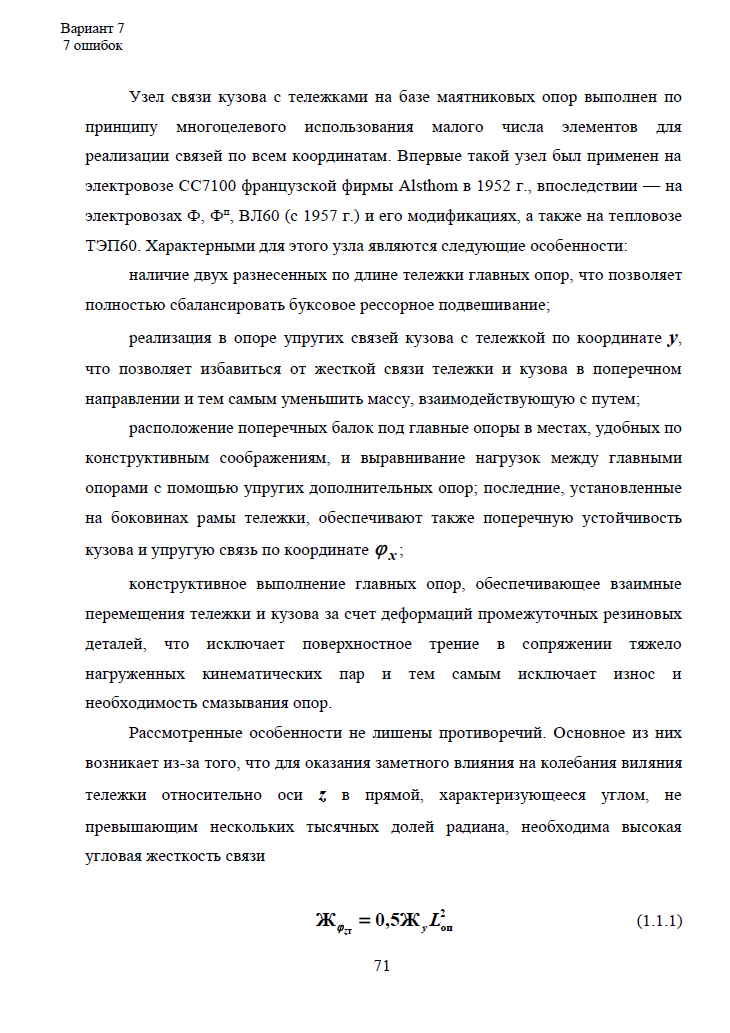 Вариант 7
7 ошибок
Узел связи кузова с тележками на базе маятниковых опор выполнен по
принципу многоцелевого использования малого числа элементов для
реализации связей по всем координатам. Впервые такой узел был применен на
электровозе СС7100 французской фирмы Alsthom в 1952 г., впоследствии — на
электровозах Ф, Фᵖ, ВЛ60 (с 1957 г.) и его модификациях, а также на тепловозе
ТЭП60. Характерными для этого узла являются следующие особенности:
наличие двух разнесенных по длине тележки главных опор, что позволяет
полностью сбалансировать буксовое рессорное подвешивание;
реализация в опоре упругих связей кузова с тележкой по координате y,
что позволяет избавиться от жесткой связи тележки и кузова в поперечном
направлении и тем самым уменьшить массу, взаимодействующую с путем;
расположение поперечных балок под главные опоры в местах, удобных по
конструктивным соображениям, и выравнивание нагрузок между главными
опорами с помощью упругих дополнительных опор; последние, установленные
на боковинах рамы тележки, обеспечивают также поперечную устойчивость
кузова и упругую связь по координате φₓ;
конструктивное выполнение главных опор, обеспечивающее взаимные
перемещения тележки и кузова за счет деформаций промежуточных резиновых
деталей, что исключает поверхностное трение в сопряжении тяжело
нагруженных кинематических пар и тем самым исключает износ и
необходимость смазывания опор.
Рассмотренные особенности не лишены противоречий. Основное из них
возникает из-за того, что для оказания заметного влияния на колебания виляния
тележки относительно оси z в прямой, характеризующееся углом, не
превышающим нескольких тысячных долей радиана, необходима высокая
угловая жесткость связи
Ж_φ_zт = 0,5Ж_y L²_оп (1.1.1)
71